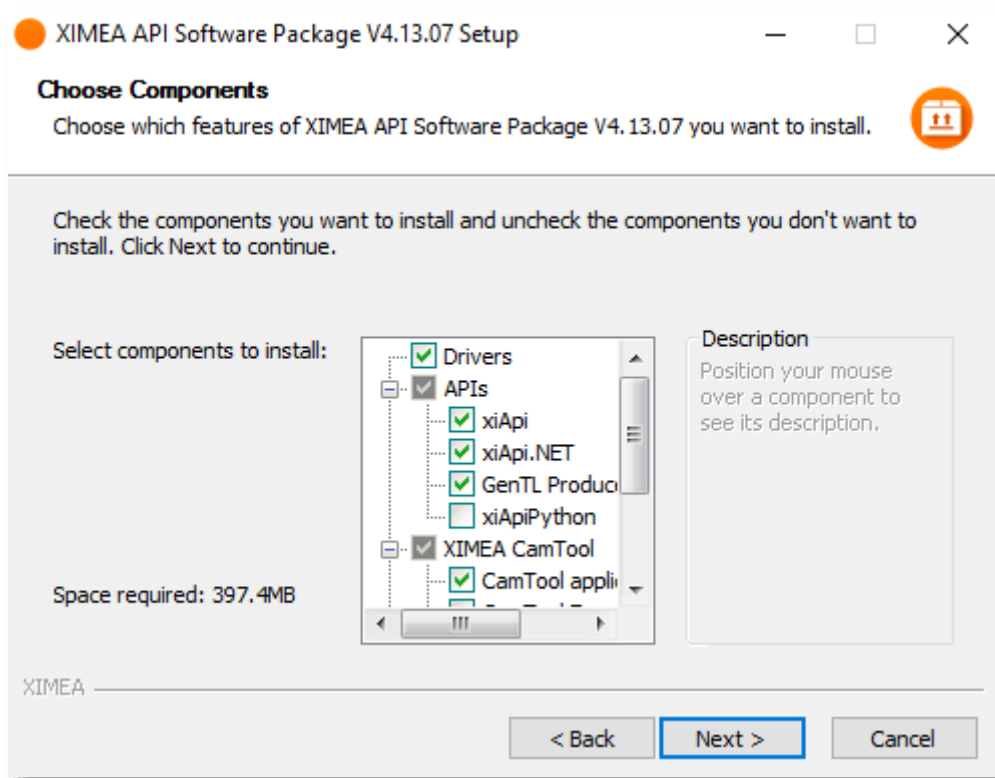 XIMEA API Software Package V4.13.07 Setup
Choose Components
Choose which features of XIMEA API Software Package V4.13.07 you want to install.
Check the components you want to install and uncheck the components you don't want to
install. Click Next to continue.
Select components to install:
Drivers
APIs
xiApi
xiApi.NET
GenTL Produc
xiApiPython
XIMEA CamTool
CamTool appli
Description
Position your mouse
over a component to
see its description.
Space required: 397.4MB
XIMEA
< Back
Next >
Cancel